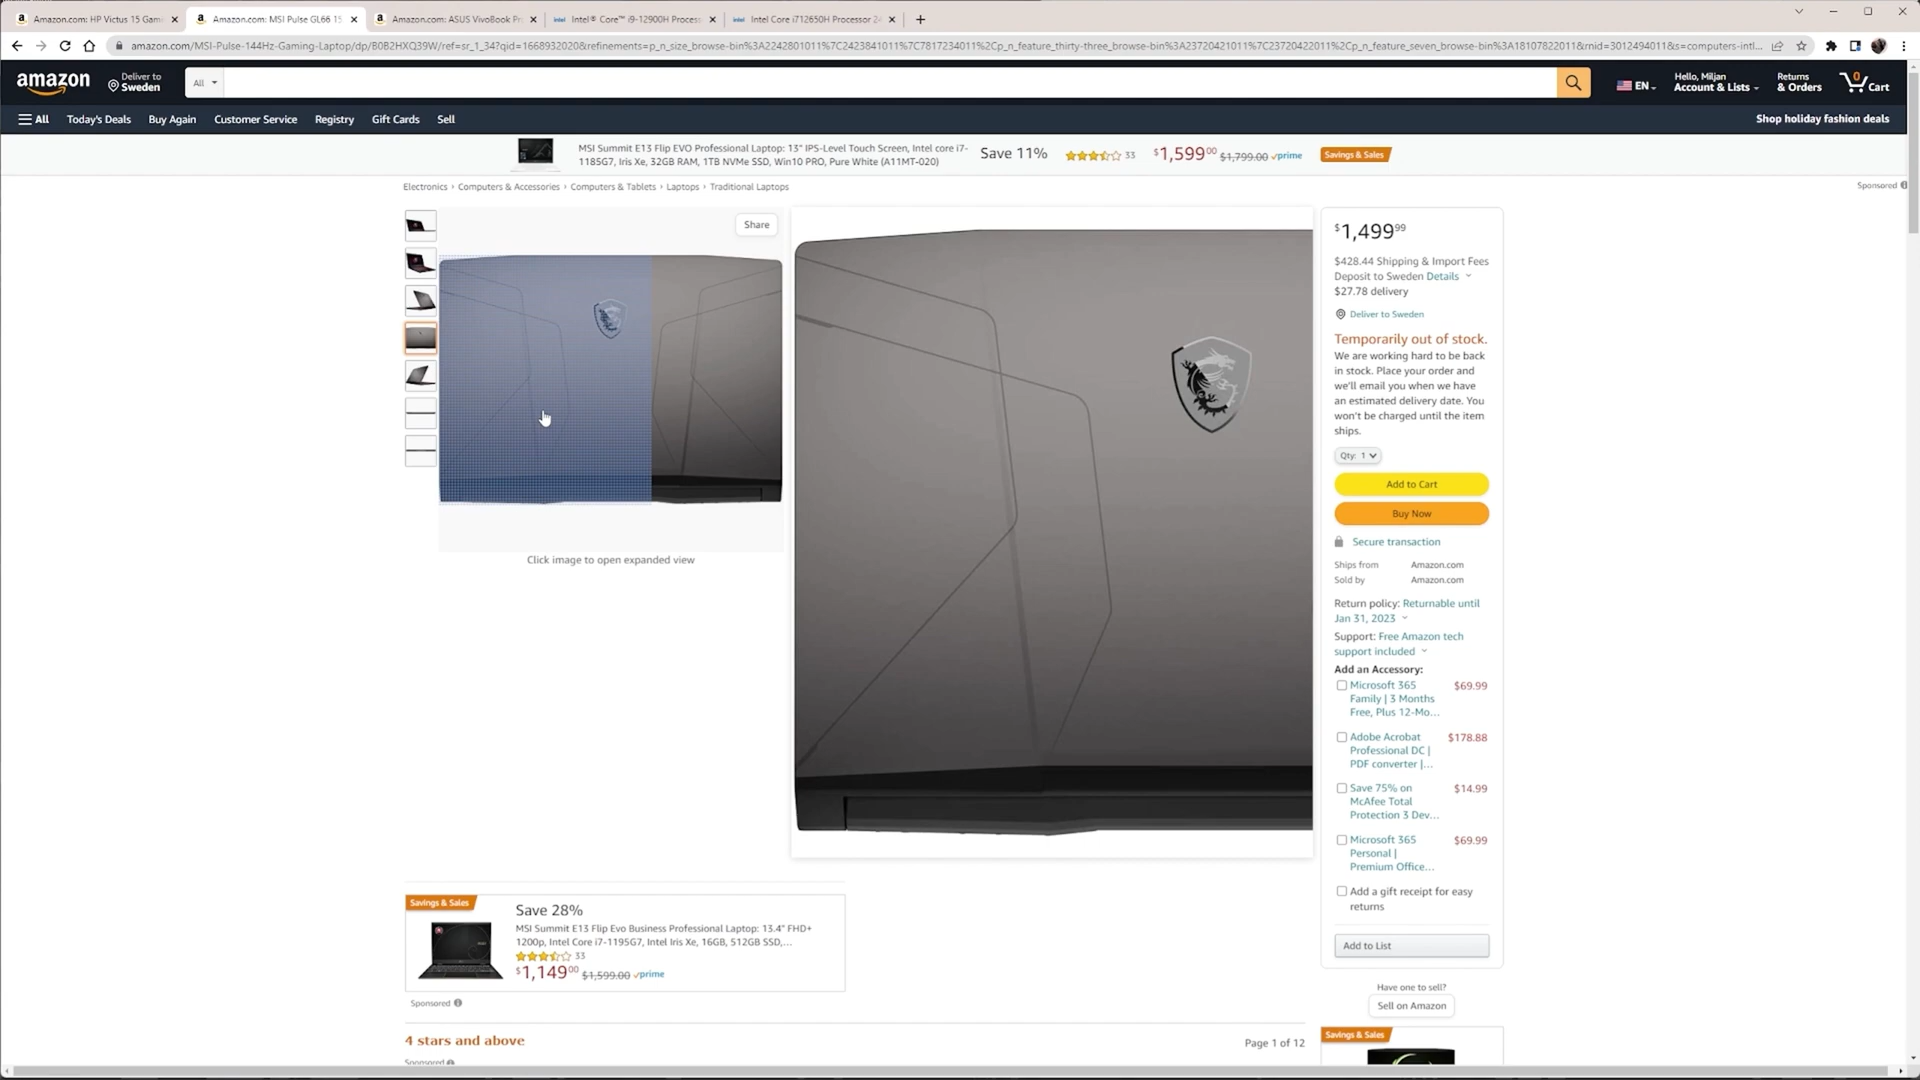 Amazon.com: HP Victus 15 Gami
Amazon.com: MSI Pulse GL66 15
Amazon.com: ASUS VivoBook Pr
Intel® Core™ i9-12900H Process
Intel Core i712650H Processor 24
amazon.com/MSI-Pulse-144Hz-Gaming-Laptop/dp/B0B2HXQ39W/ref=sr_1_34?qid=1668932020&refinements=p_n_size_browse-bin%3A2242801011%7C2423841011%7C7817234011%2Cp_n_feature_thirty-three_browse-bin%3A23720421011%7C23720422011%2Cp_n_feature_seven_browse-bin%3A18107822011&rnid=3012494011&s=computers-intl...
amazon
Deliver to
Sweden
All
EN
Hello, Miljan
Account & Lists
Returns
& Orders
0
Cart
All
Today's Deals
Buy Again
Customer Service
Registry
Gift Cards
Sell
Shop holiday fashion deals
MSI Summit E13 Flip EVO Professional Laptop: 13" IPS-Level Touch Screen, Intel core i7-
1185G7, Iris Xe, 32GB RAM, 1TB NVMe SSD, Win10 PRO, Pure White (A11MT-020)
Save 11%
33
$1,59900 $1,799.00 prime
Savings & Sales
Electronics › Computers & Accessories › Computers & Tablets › Laptops › Traditional Laptops
Sponsored
Share
Click image to open expanded view
$1,49999
$428.44 Shipping & Import Fees
Deposit to Sweden Details
$27.78 delivery
Deliver to Sweden
Temporarily out of stock.
We are working hard to be back
in stock. Place your order and
we'll email you when we have
an estimated delivery date. You
won't be charged until the item
ships.
Qty: 1
Add to Cart
Buy Now
Secure transaction
Ships from Amazon.com
Sold by Amazon.com
Return policy: Returnable until
Jan 31, 2023
Support: Free Amazon tech
support included
Add an Accessory:
Microsoft 365 $69.99
Family | 3 Months
Free, Plus 12-Mo...
Adobe Acrobat $178.88
Professional DC |
PDF converter |...
Save 75% on $14.99
McAfee Total
Protection 3 Dev...
Microsoft 365 $69.99
Personal |
Premium Office...
Add a gift receipt for easy
returns
Add to List
Have one to sell?
Sell on Amazon
Savings & Sales
Savings & Sales
Save 28%
MSI Summit E13 Flip Evo Business Professional Laptop: 13.4" FHD+
1200p, Intel Core i7-1195G7, Intel Iris Xe, 16GB, 512GB SSD,...
33
$1,14900 $1,599.00 prime
Sponsored
4 stars and above
Page 1 of 12
Sponsored